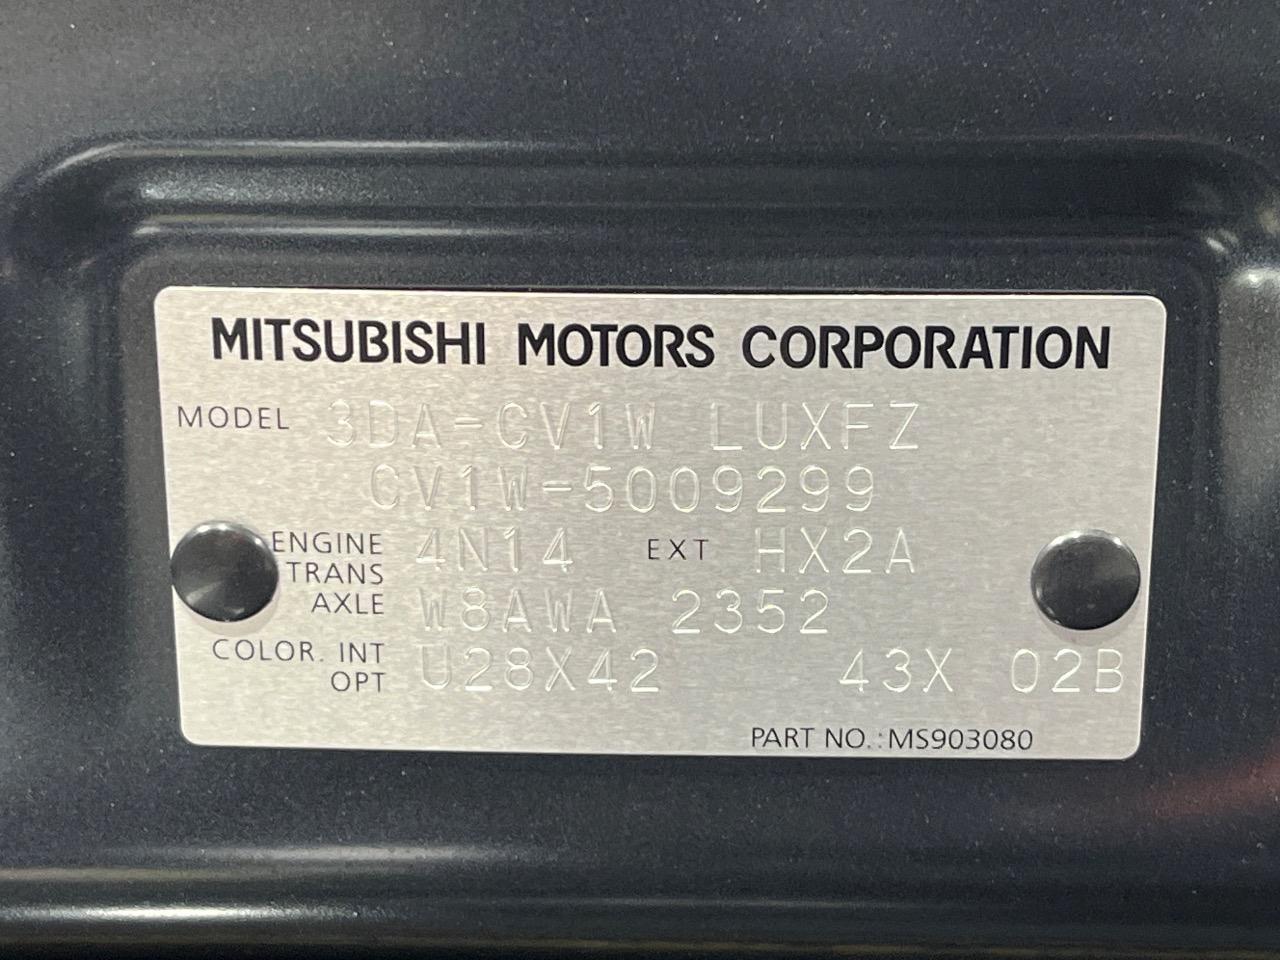 MITSUBISHI MOTORS CORPORATION
MODEL 3DA-CV1W LUXFZ
CV1W-5009299
ENGINE 4N14 EXT HX2A
TRANS
AXLE W8AWA 2352
COLOR. INT
OPT U28X42 43X 02B
PART NO.:MS903080